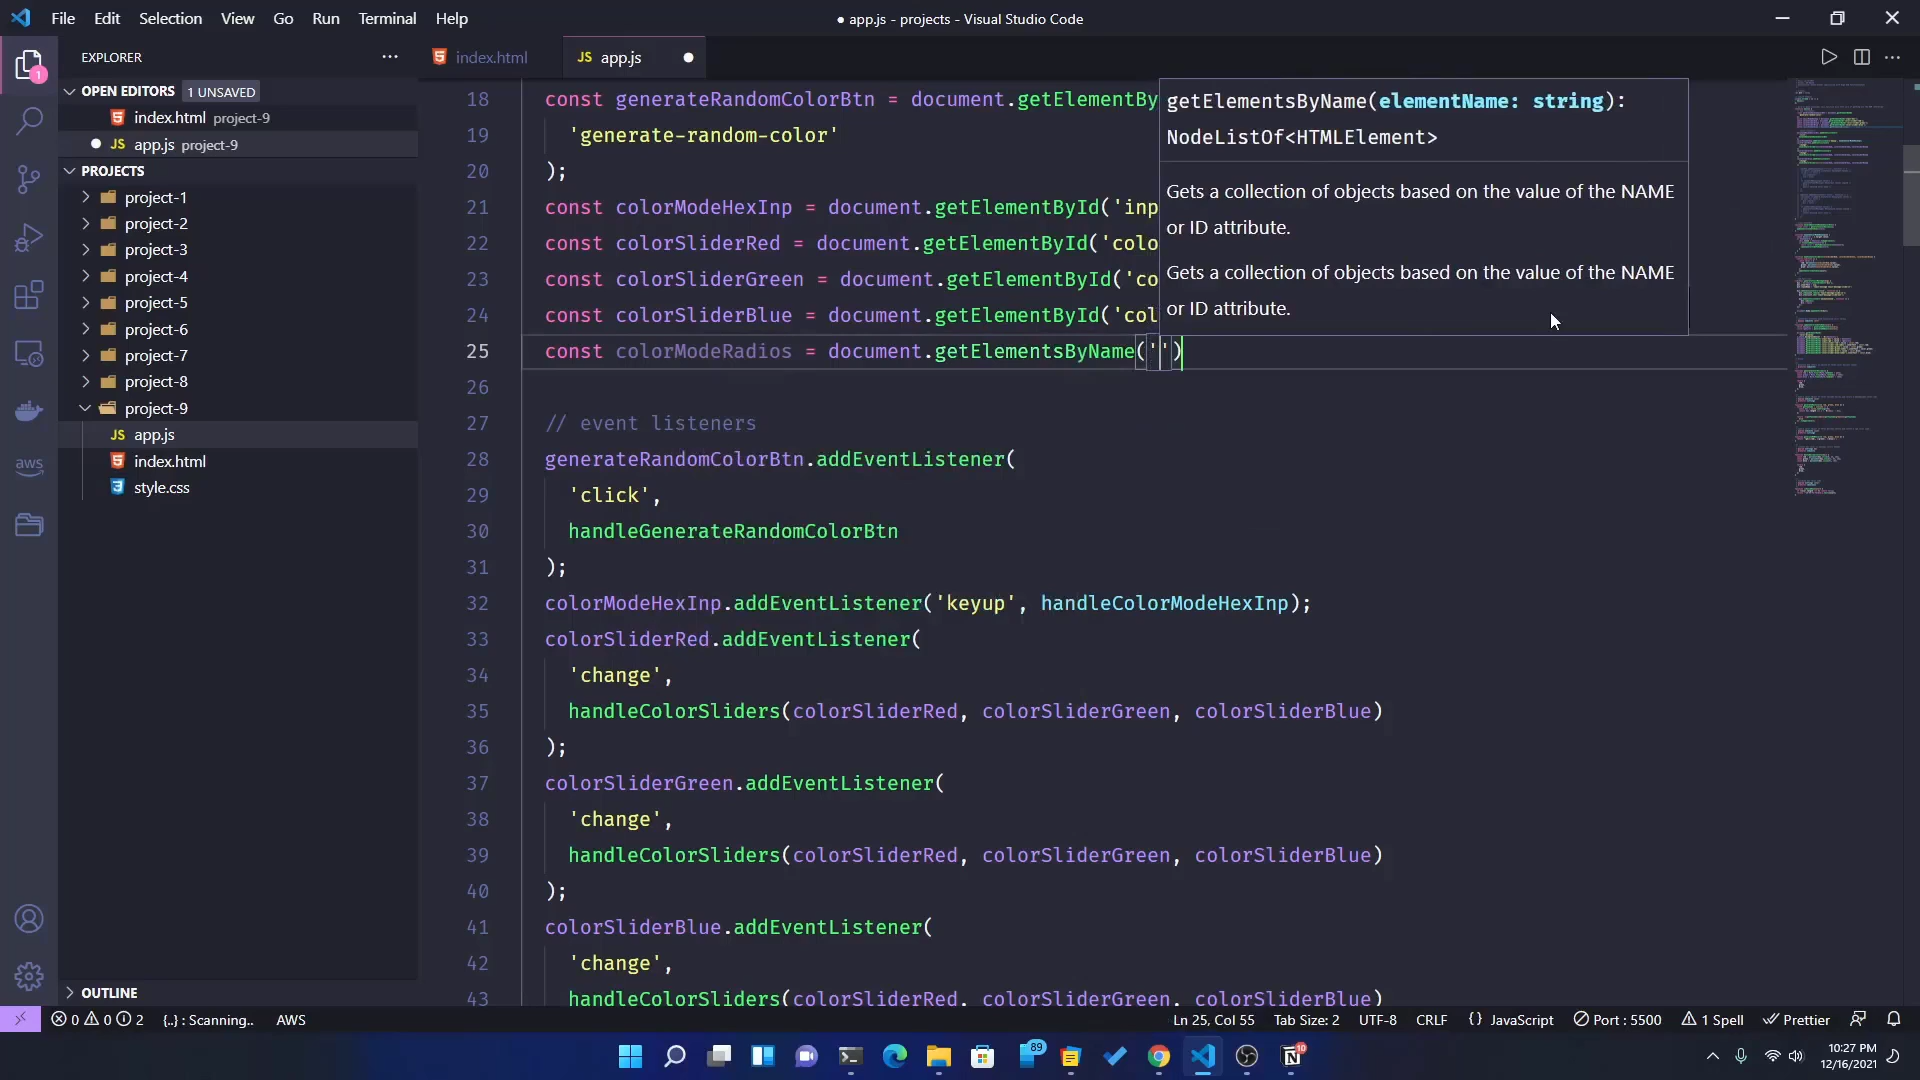 File Edit Selection View Go Run Terminal Help
● app.js - projects - Visual Studio Code
EXPLORER
index.html
JS app.js
OPEN EDITORS 1 UNSAVED
index.html project-9
JS app.js project-9
PROJECTS
project-1
project-2
project-3
project-4
project-5
project-6
project-7
project-8
project-9
JS app.js
index.html
style.css
OUTLINE
1
aws
18 const generateRandomColorBtn = document.getElementBy
19 'generate-random-color'
20 );
21 const colorModeHexInp = document.getElementById('inp
22 const colorSliderRed = document.getElementById('colo
23 const colorSliderGreen = document.getElementById('co
24 const colorSliderBlue = document.getElementById('col
25 const colorModeRadios = document.getElementsByName('')
26
27 // event listeners
28 generateRandomColorBtn.addEventListener(
29 'click',
30 handleGenerateRandomColorBtn
31 );
32 colorModeHexInp.addEventListener('keyup', handleColorModeHexInp);
33 colorSliderRed.addEventListener(
34 'change',
35 handleColorSliders(colorSliderRed, colorSliderGreen, colorSliderBlue)
36 );
37 colorSliderGreen.addEventListener(
38 'change',
39 handleColorSliders(colorSliderRed, colorSliderGreen, colorSliderBlue)
40 );
41 colorSliderBlue.addEventListener(
42 'change',
43 handleColorSliders(colorSliderRed, colorSliderGreen, colorSliderBlue)
getElementsByName(elementName: string):
NodeListOf<HTMLElement>
Gets a collection of objects based on the value of the NAME
or ID attribute.
Gets a collection of objects based on the value of the NAME
or ID attribute.
0 0 2 {..} : Scanning.. AWS
Ln 25, Col 55 Tab Size: 2 UTF-8 CRLF {} JavaScript Port : 5500 1 Spell Prettier
89
10
10:27 PM
12/16/2021